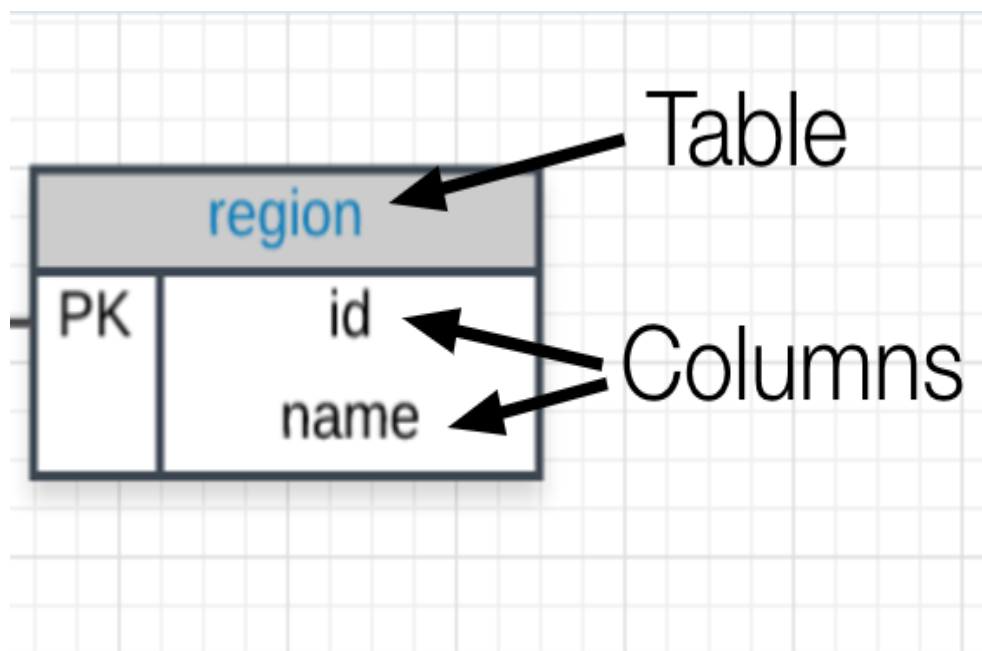 Table
region
PK id
Columns
name